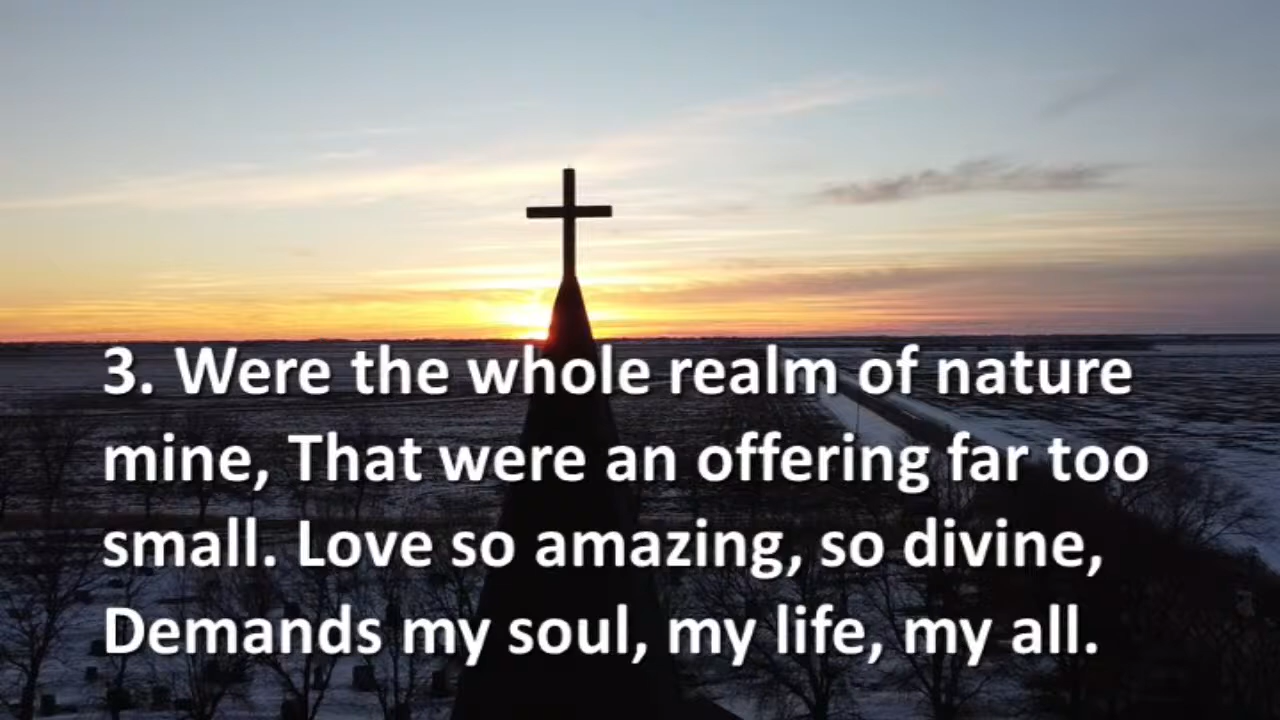 3. Were the whole realm of nature
mine, That were an offering far too
small. Love so amazing, so divine,
Demands my soul, my life, my all.